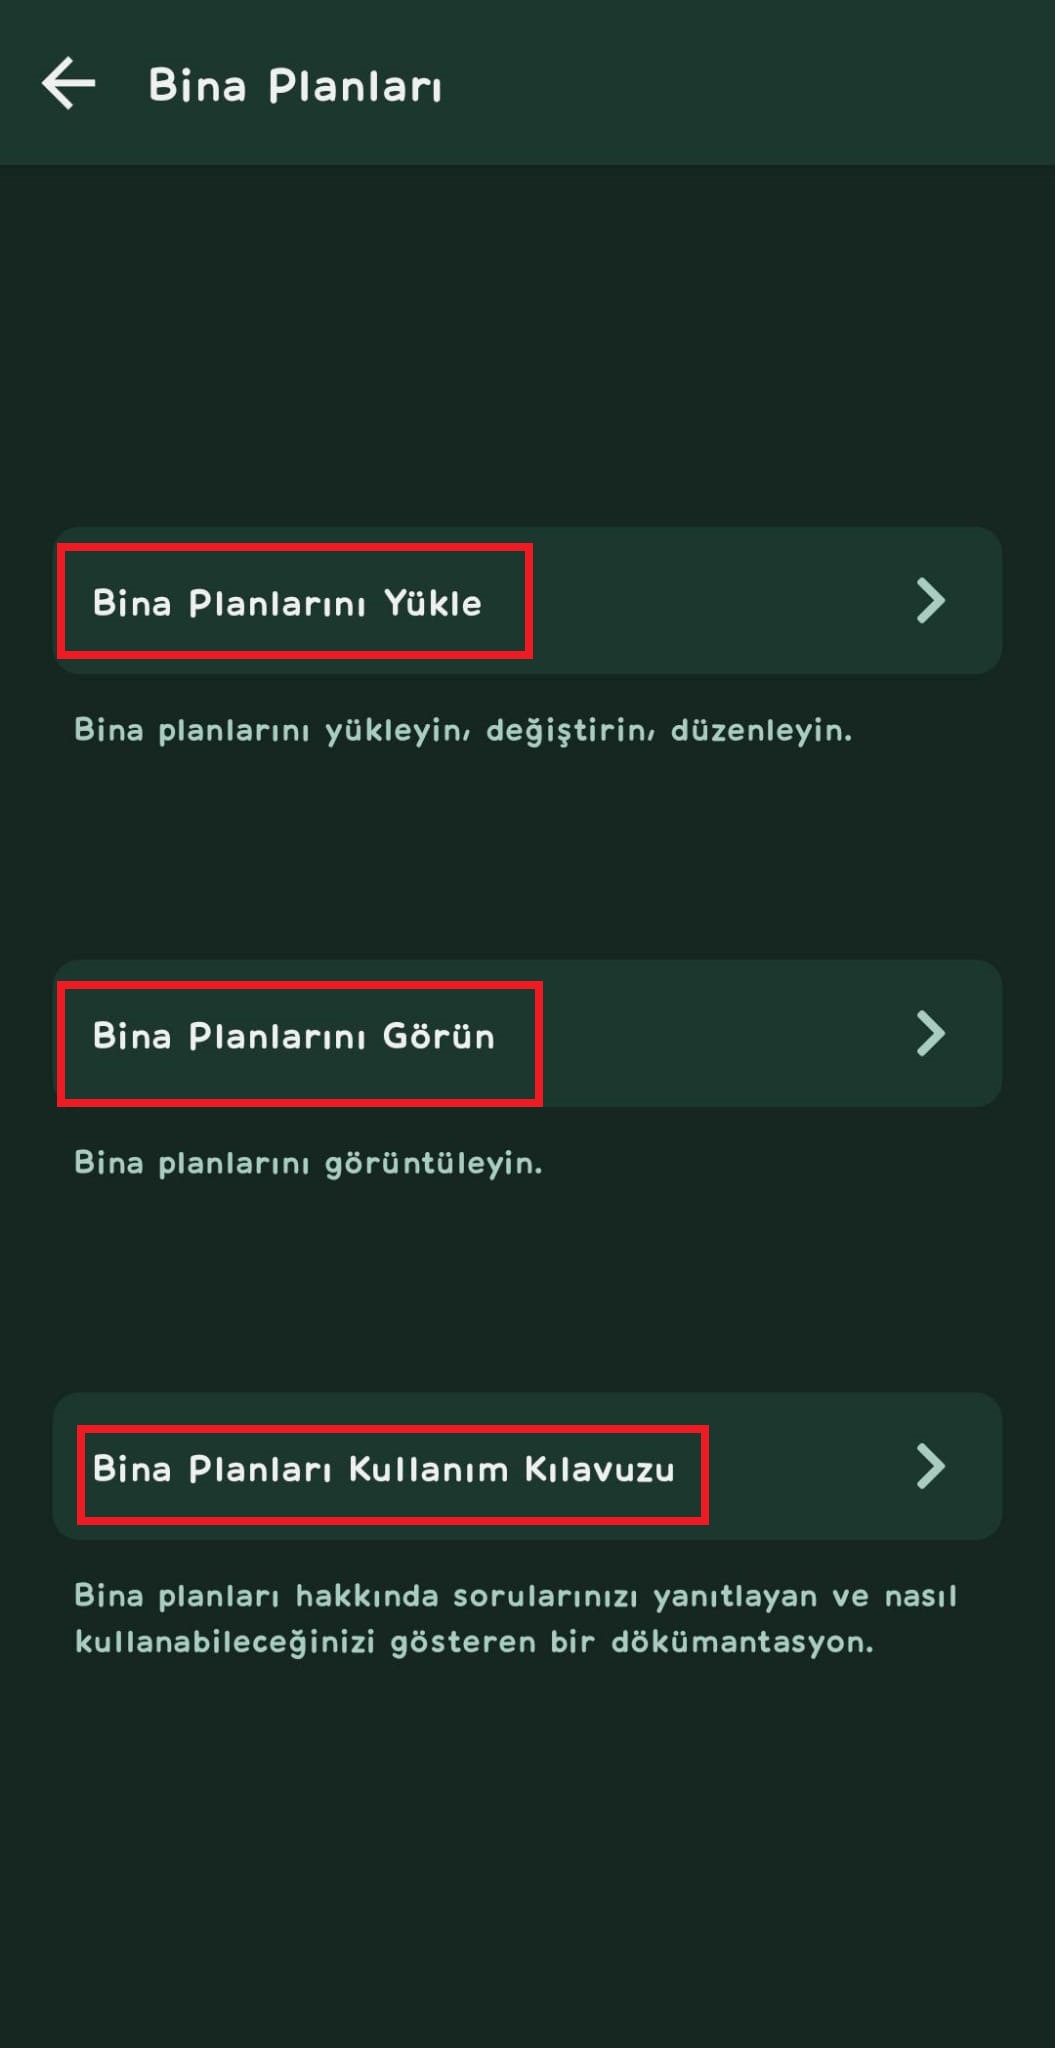 Bina Planları
Bina Planlarını Yükle
Bina planlarını yükleyin, değiştirin, düzenleyin.
Bina Planlarını Görün
Bina planlarını görüntüleyin.
Bina Planları Kullanım Kılavuzu
Bina planları hakkında sorularınızı yanıtlayan ve nasıl
kullanabileceğinizi gösteren bir dökümantasyon.